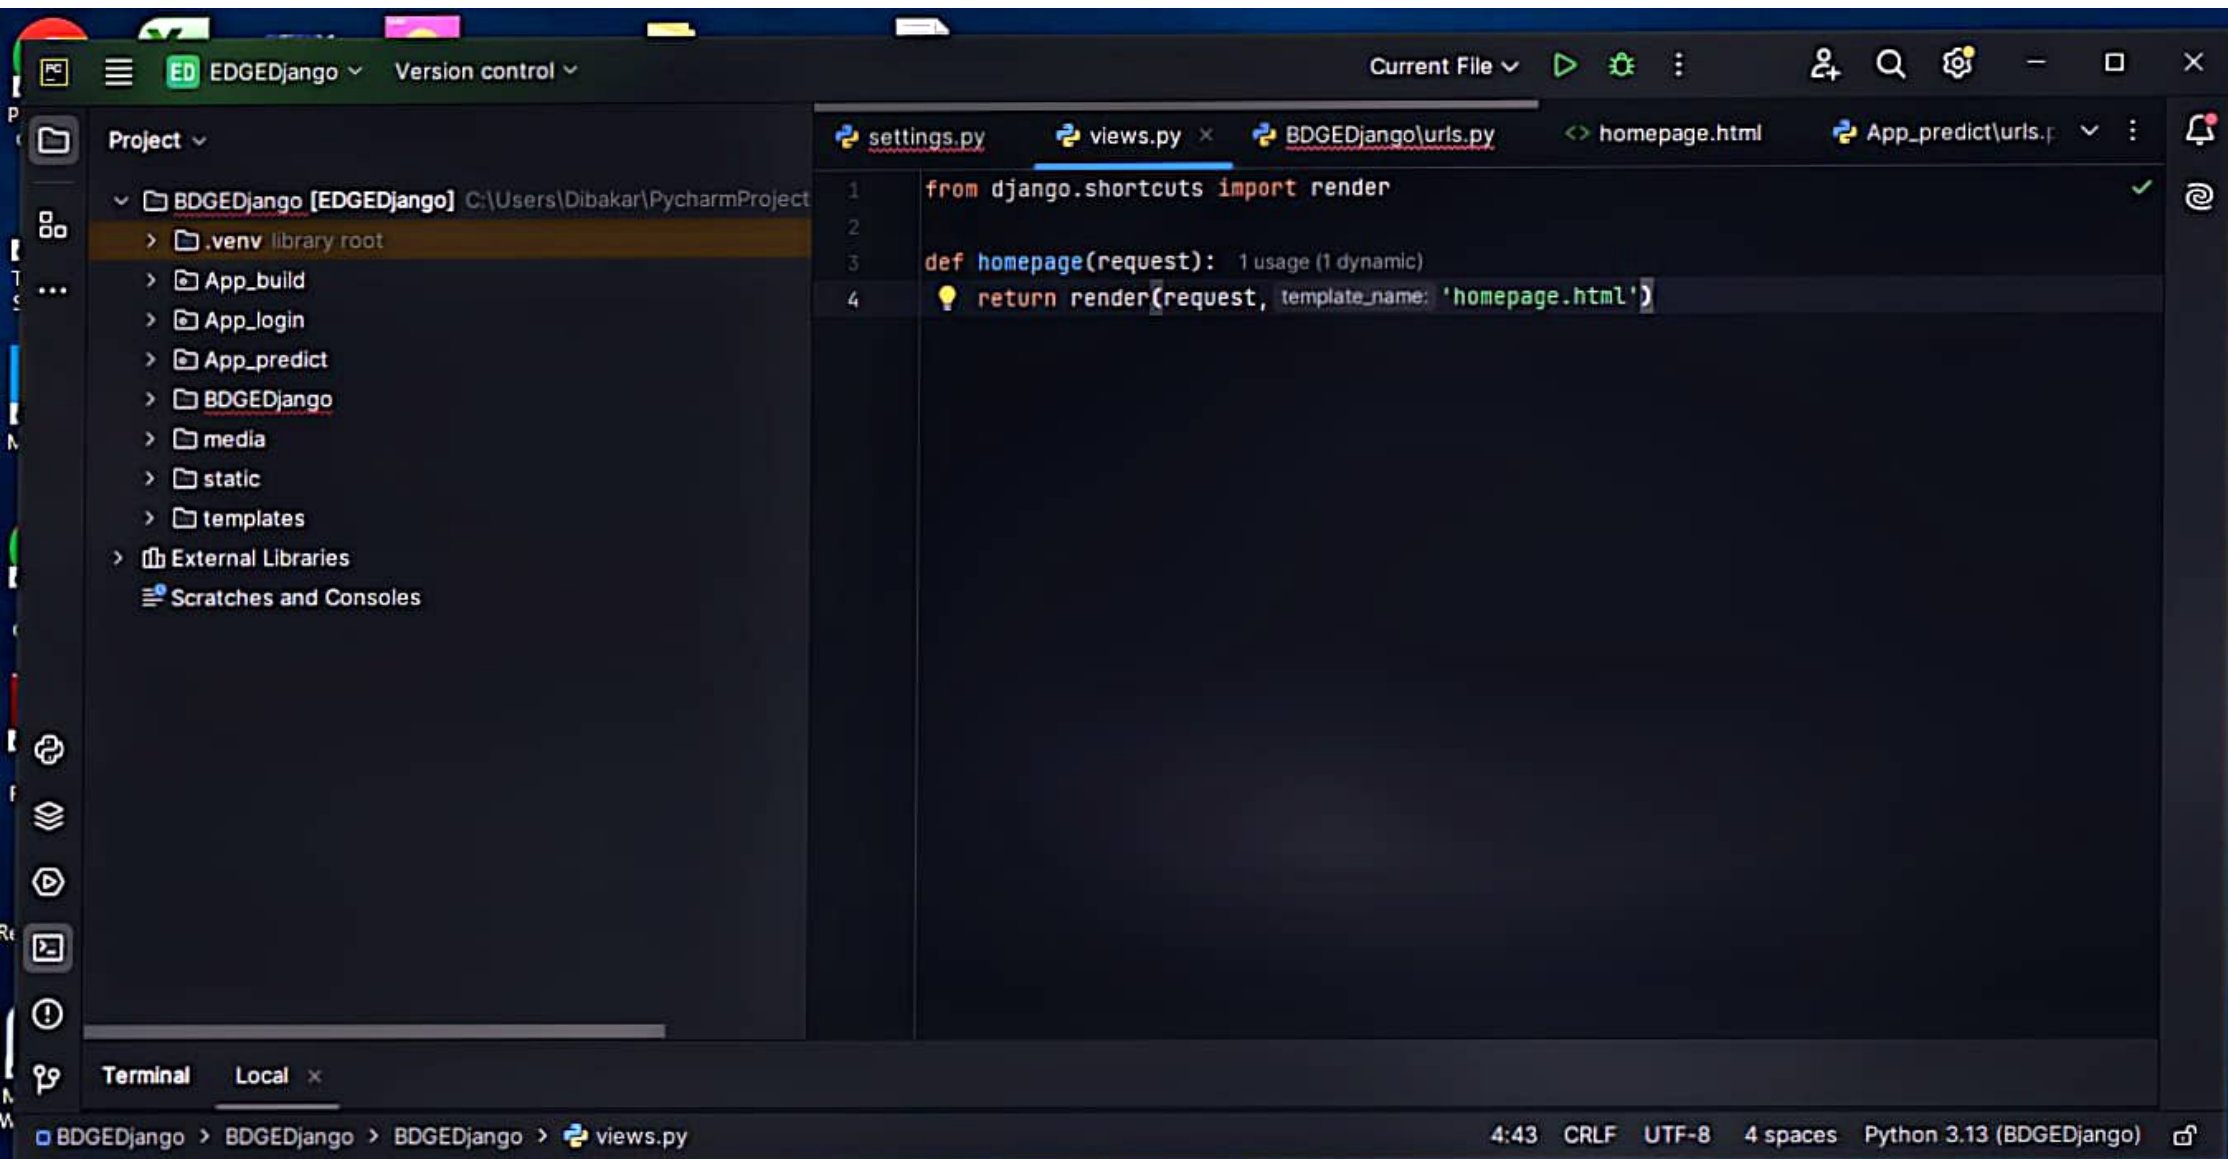 PC
ED EDGEDjango Version control
Current File
Project
settings.py views.py BDGEDjango\urls.py homepage.html App_predict\urls.
BDGEDjango [EDGEDjango] C:\Users\Dibakar\PycharmProject
.venv library root
App_build
App_login
App_predict
BDGEDjango
media
static
templates
External Libraries
Scratches and Consoles
1 from django.shortcuts import render
2
3 def homepage(request): 1 usage (1 dynamic)
4 return render(request, template_name: 'homepage.html')
Terminal Local
BDGEDjango > BDGEDjango > BDGEDjango > views.py
4:43 CRLF UTF-8 4 spaces Python 3.13 (BDGEDjango)